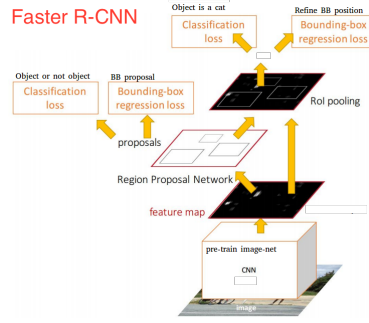 Faster R-CNN
Object is a cat
Refine BB position
Classification
loss
Bounding-box
regression loss
Object or not object
BB proposal
Classification
loss
Bounding-box
regression loss
RoI pooling
proposals
Region Proposal Network
feature map
pre-train image-net
CNN
image